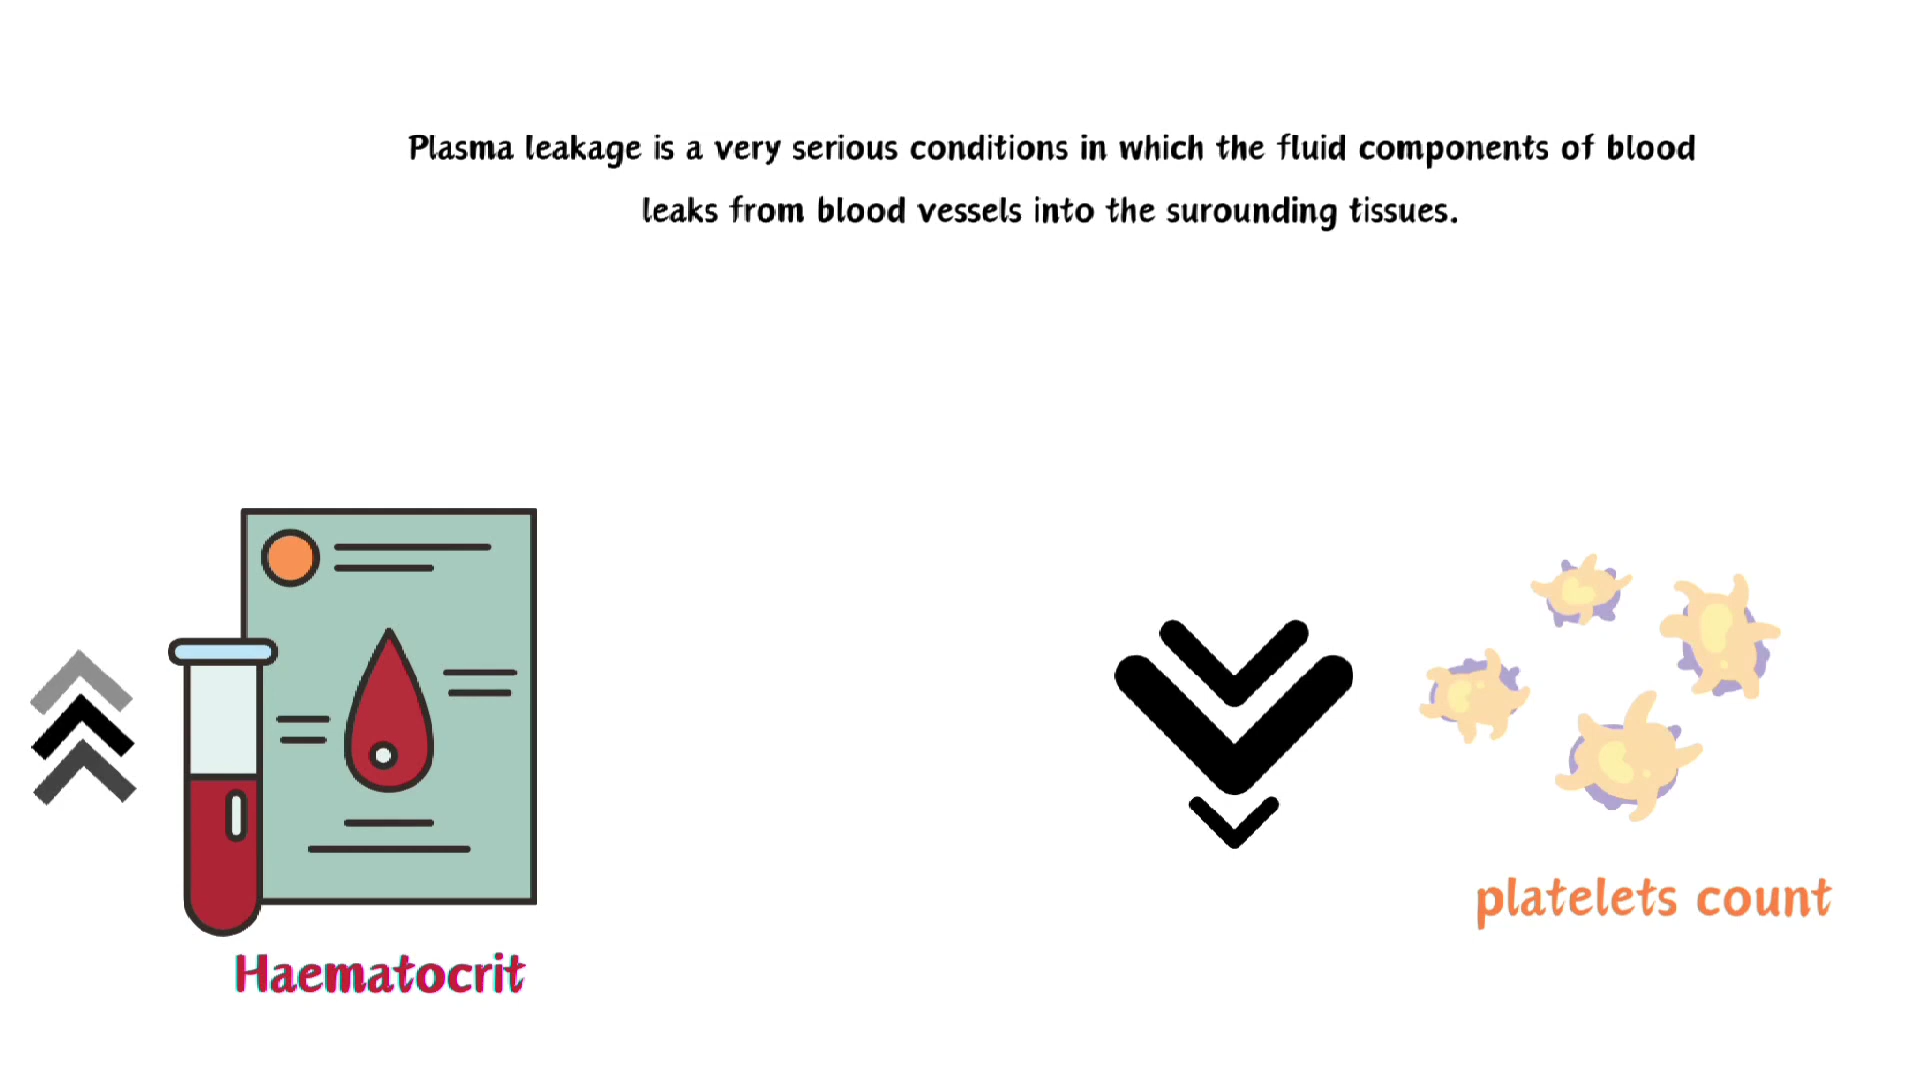 Plasma leakage is a very serious conditions in which the fluid components of blood
leaks from blood vessels into the surounding tissues.
platelets count
Haematocrit